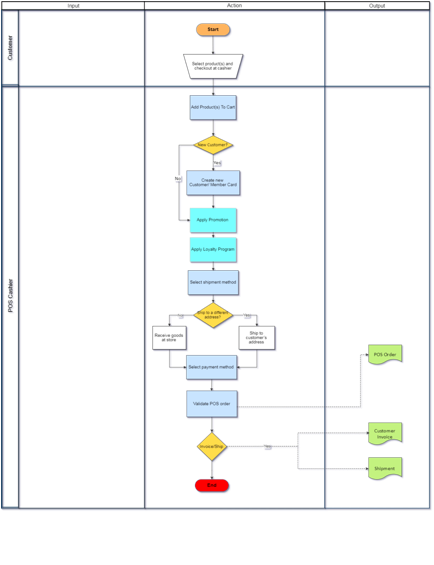 Input
Action
Output
Customer
Start
Select product(s) and
checkout at cashier
POS Cashier
Add Product(s) To Cart
New Customer?
Yes
No
Create new
Customer/ Member Card
Apply Promotion
Apply Loyalty Program
Select shipment method
Ship to a different
address?
Yes
Receive goods
at store
Ship to
customer's
address
POS Order
Select payment method
Validate POS order
Customer
Invoice
Invoice/Ship
Yes
Shipment
End